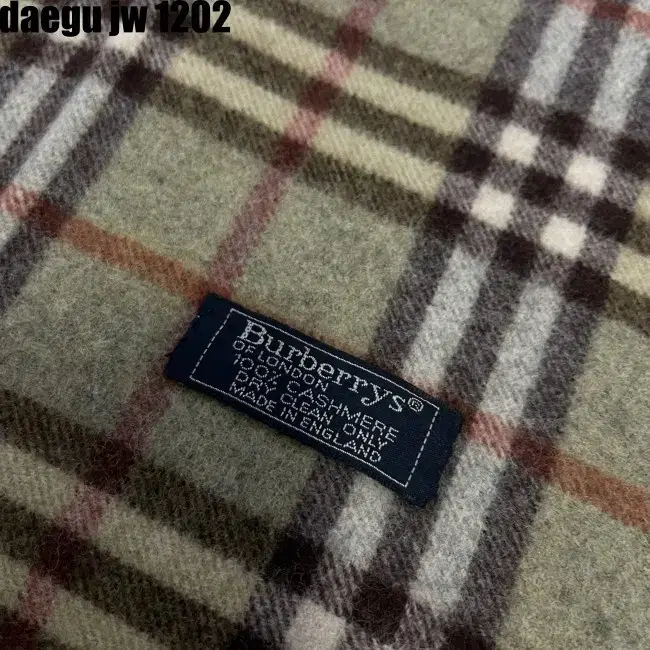 daegu jw 1202
Burberrys®
OF LONDON
100% CASHMERE
DRY CLEAN ONLY
MADE IN ENGLAND